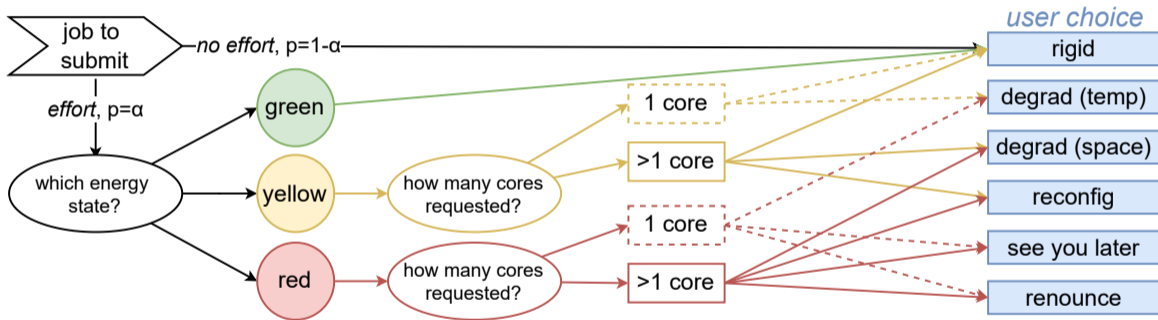 user choice
job to
submit
no effort, p=1-α
rigid
effort, p=α
green
1 core
degrad (temp)
>1 core
degrad (space)
which energy
state?
yellow
how many cores
requested?
reconfig
1 core
see you later
red
how many cores
requested?
>1 core
renounce